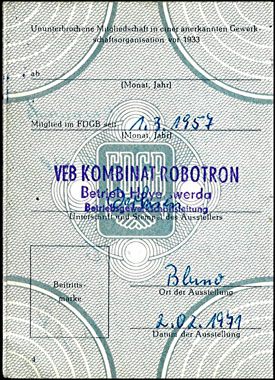 Ununterbrochene Mitgliedschaft in einer anerkannten Gewerk-
schaftsorganisation vor 1933
ab
(Monat, Jahr)
Mitglied im FDGB seit 1.3.1957
(Monat, Jahr)
FDGB
VEB KOMBINAT ROBOTRON
Betrieb Hoyerswerda
Betriebsgewerkschaftsleitung
Unterschrift und Stempel des Ausstellers
Bluno
Ort der Ausstellung
Beitritts-
marke
2.02.1971
Datum der Ausstellung
4